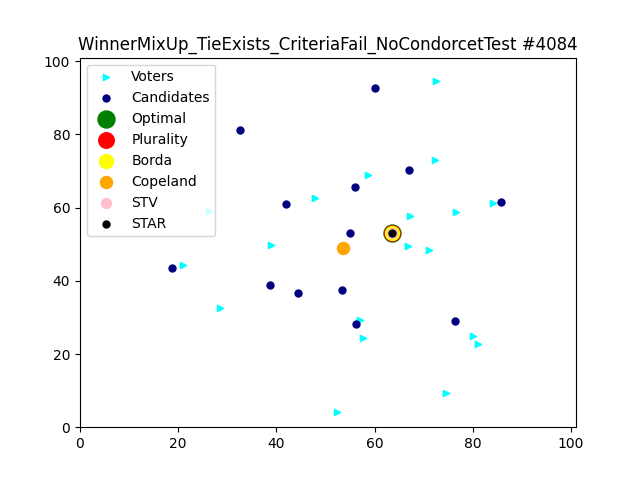 WinnerMixUp_TieExists_CriteriaFail_NoCondorcetTest #4084
100
80
60
40
20
0
Voters
Candidates
Optimal
Plurality
Borda
Copeland
STV
STAR
0 20 40 60 80 100